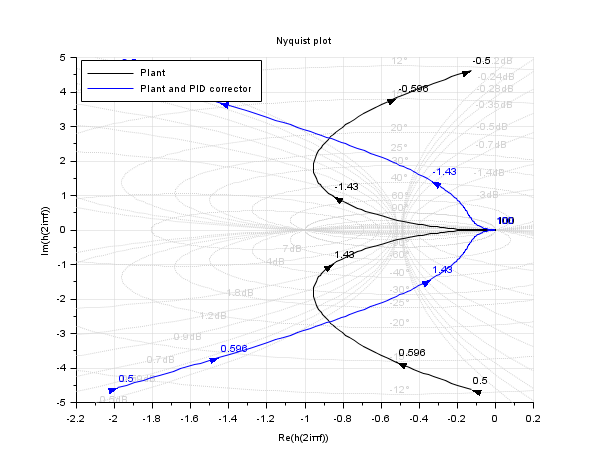 Nyquist plot
Plant
Plant and PID corrector
Im(h(2iπf))
5
4
3
2
1
0
-1
-2
-3
-4
-5
12°
-0.5
0.2dB
-0.24dB
-0.596
-0.28dB
-0.35dB
20°
-0.5dB
30°
-0.7dB
40°
-1.43
-1.43
-1.4dB
60°
3dB
90°
100
7dB
4dB
1.43
1.43
-60°
-40°
1.8dB
-30°
1.2dB
-20°
0.9dB
0.596
0.596
0.7dB
0.5
0.5
-12°
0.5dB
-2.2 -2 -1.8 -1.6 -1.4 -1.2 -1 -0.8 -0.6 -0.4 -0.2 0 0.2
Re(h(2iπf))